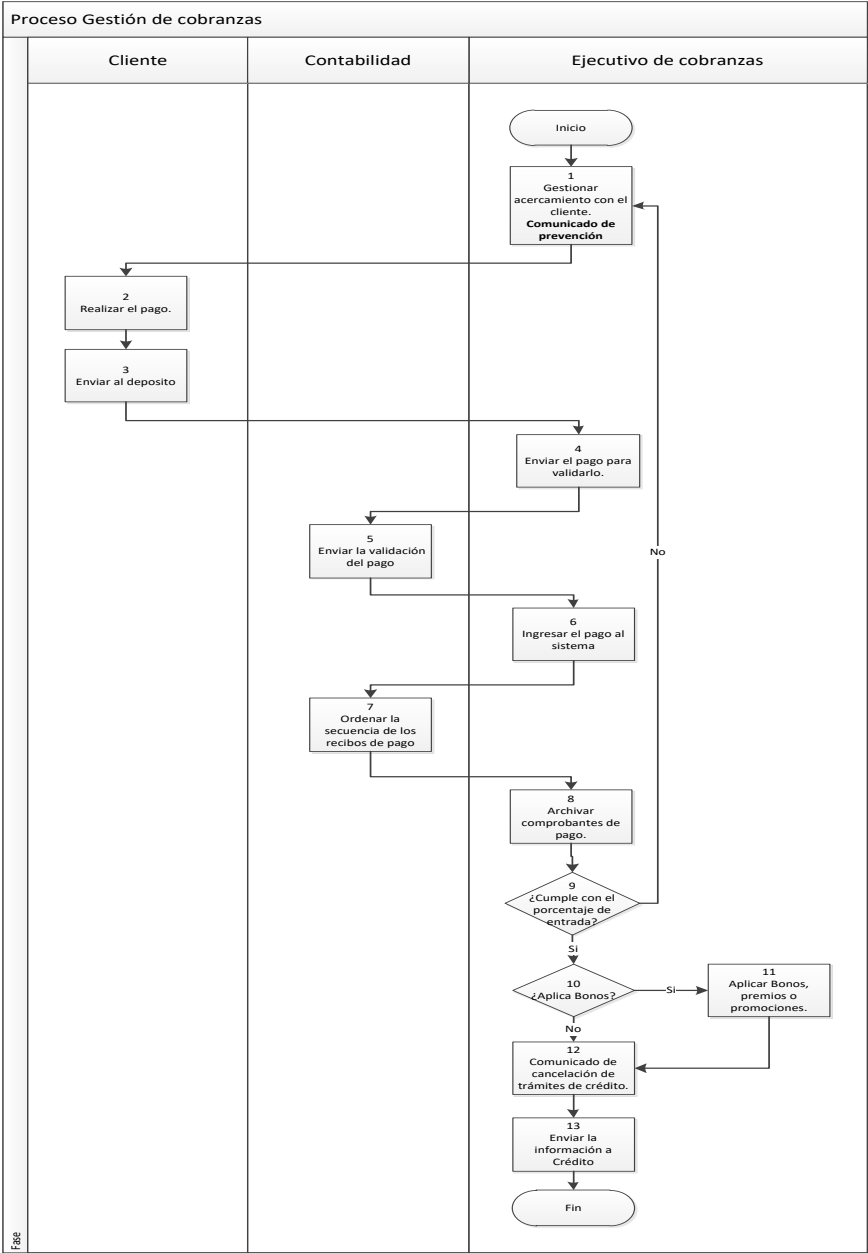 Proceso Gestión de cobranzas
Cliente
Contabilidad
Ejecutivo de cobranzas
Inicio
1
Gestionar
acercamiento con el
cliente.
Comunicado de
prevención
2
Realizar el pago.
3
Enviar al deposito
4
Enviar el pago para
validarlo.
5
Enviar la validación
del pago
No
6
Ingresar el pago al
sistema
7
Ordenar la
secuencia de los
recibos de pago
8
Archivar
comprobantes de
pago.
9
¿Cumple con el
porcentaje de
entrada?
Si
10
¿Aplica Bonos?
Si
11
Aplicar Bonos,
premios o
promociones.
No
12
Comunicado de
cancelación de
trámites de crédito.
13
Enviar la
información a
Crédito
Fin
Fase